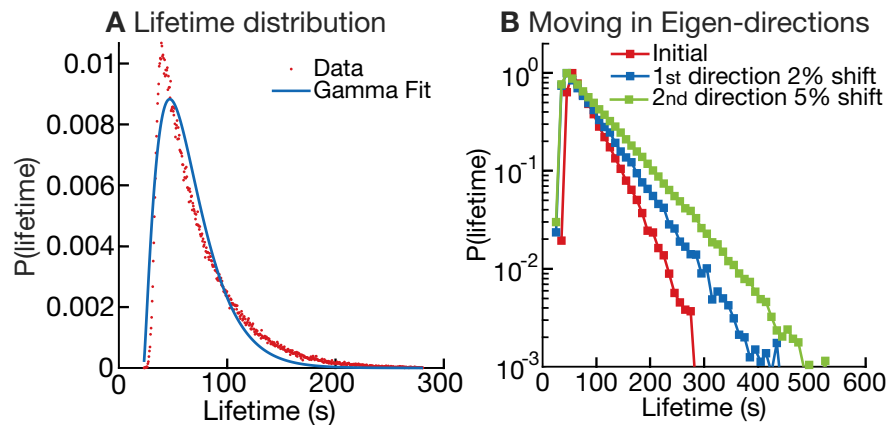 A Lifetime distribution
0.01
0.008
0.006
0.004
0.002
0
P(lifetime)
Data
Gamma Fit
0
100
200
300
Lifetime (s)
B Moving in Eigen-directions
Initial
1st direction 2% shift
2nd direction 5% shift
10⁰
10⁻¹
10⁻²
10⁻³
P(lifetime)
0
100 200 300 400 500 600
Lifetime (s)